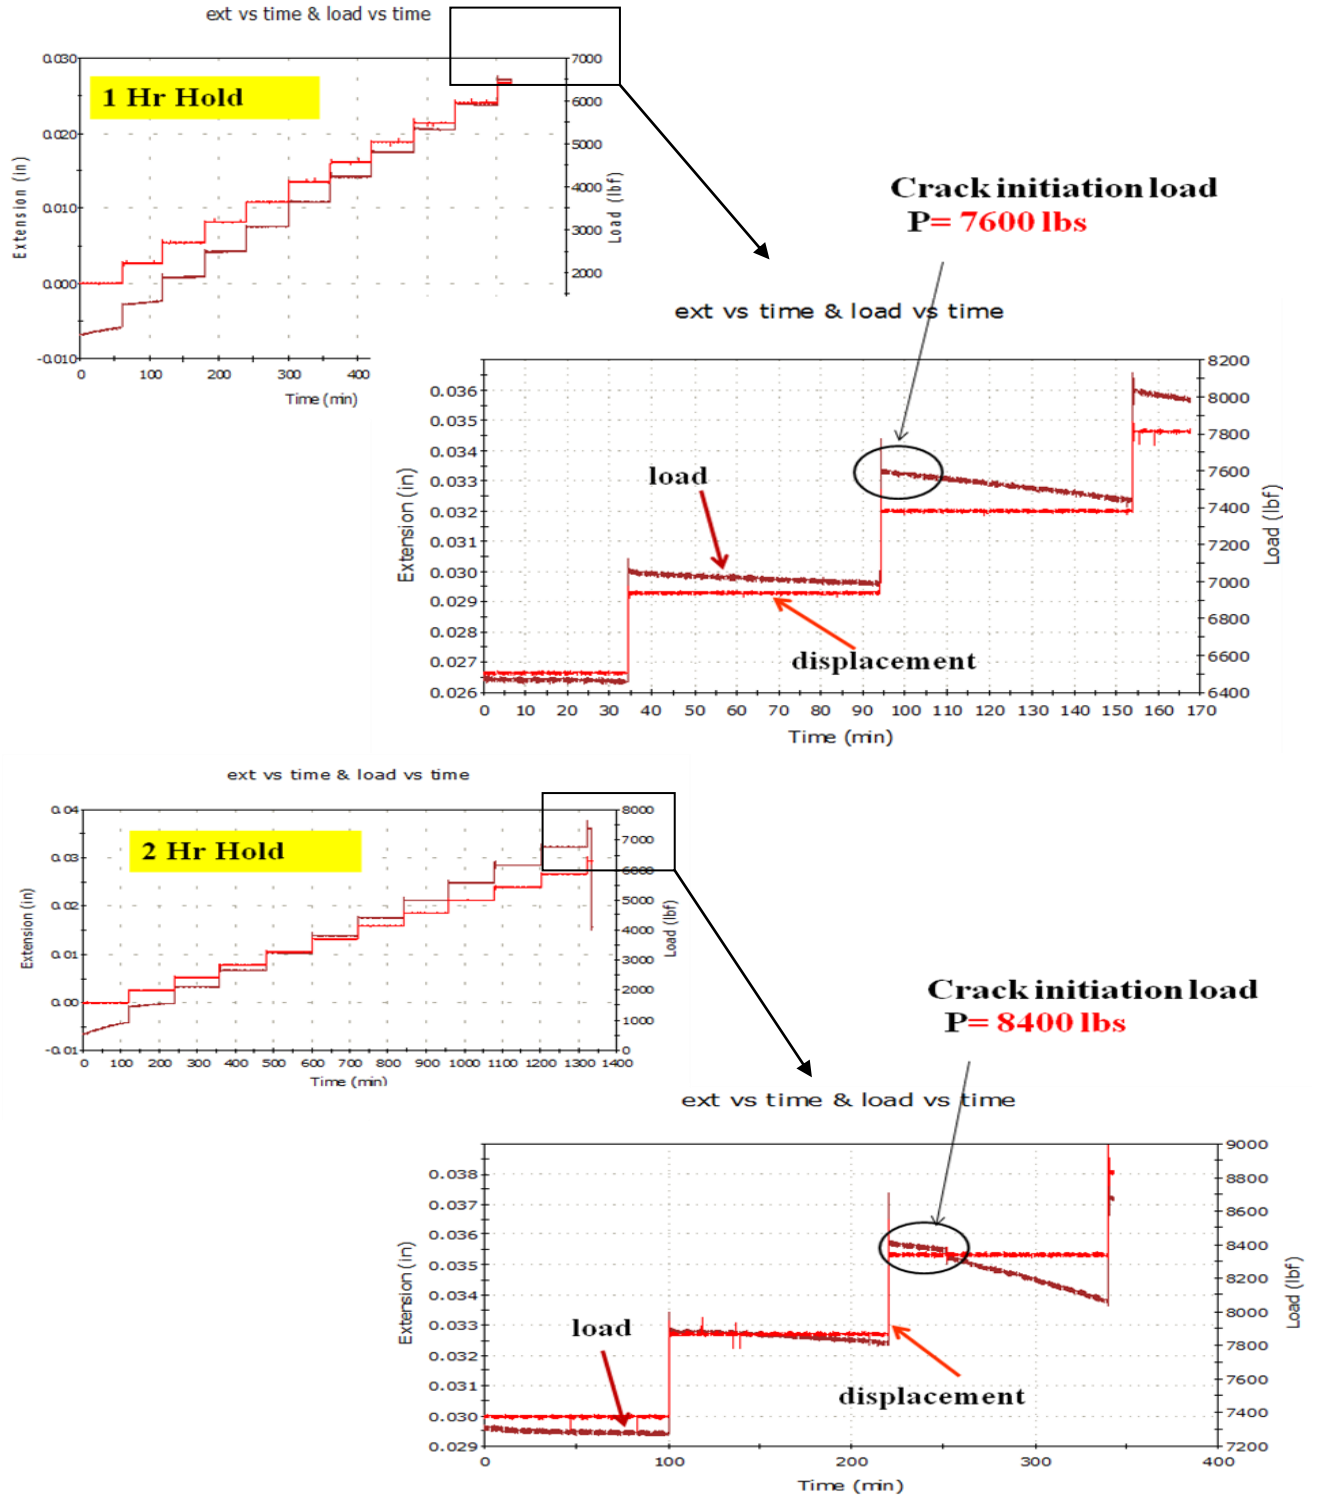 ext vs time & load vs time
0.030
0.020
0.010
0.000
-0.010
Extension (in)
1 Hr Hold
7000
6000
5000
4000
3000
2000
Load (lbf)
0 100 200 300 400
Time (min)
Crack initiation load
P= 7600 lbs
ext vs time & load vs time
0.036
0.035
0.034
0.033
0.032
0.031
0.030
0.029
0.028
0.027
0.026
Extension (in)
load
displacement
8200
8000
7800
7600
7400
7200
7000
6800
6600
6400
Load (lbf)
0 10 20 30 40 50 60 70 80 90 100 110 120 130 140 150 160 170
Time (min)
ext vs time & load vs time
0.04
0.03
0.02
0.01
0.00
-0.01
Extension (in)
2 Hr Hold
8000
7000
6000
5000
4000
3000
2000
1000
0
Load (lbf)
0 100 200 300 400 500 600 700 800 900 1000 1100 1200 1300 1400
Time (min)
Crack initiation load
P= 8400 lbs
ext vs time & load vs time
0.038
0.037
0.036
0.035
0.034
0.033
0.032
0.031
0.030
0.029
Extension (in)
load
displacement
9000
8800
8600
8400
8200
8000
7800
7600
7400
7200
Load (lbf)
0 100 200 300 400
Time (min)